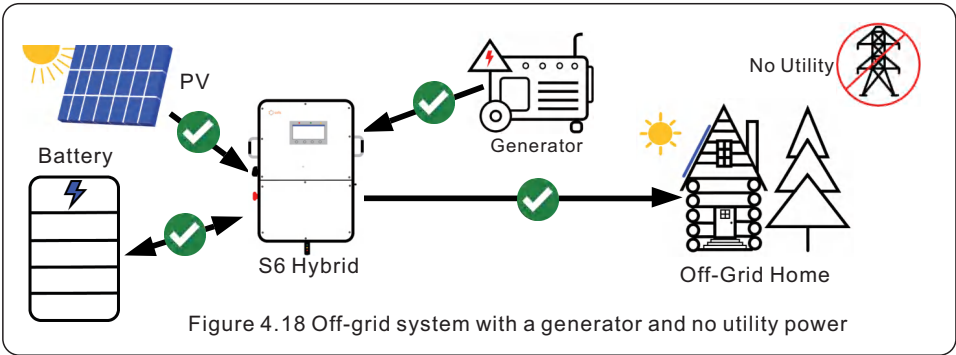 PV
No Utility
Generator
Battery
S6 Hybrid
Off-Grid Home
Figure 4.18 Off-grid system with a generator and no utility power